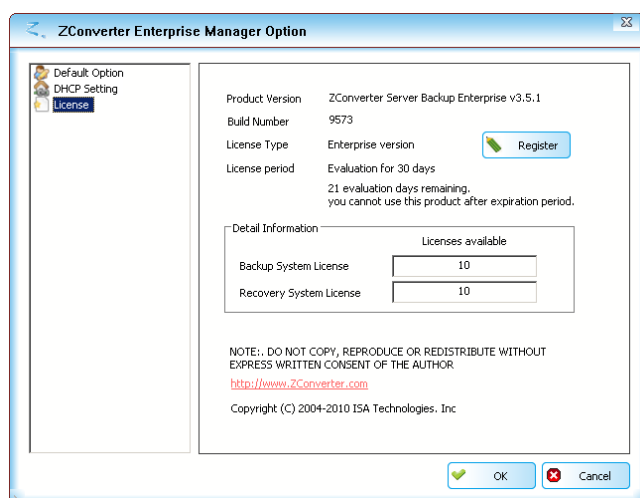 ZConverter Enterprise Manager Option
Default Option
DHCP Setting
License
Product Version ZConverter Server Backup Enterprise v3.5.1
Build Number 9573
License Type Enterprise version Register
License period Evaluation for 30 days
21 evaluation days remaining.
you cannot use this product after expiration period.
Detail Information
Licenses available
Backup System License 10
Recovery System License 10
NOTE:. DO NOT COPY, REPRODUCE OR REDISTRIBUTE WITHOUT
EXPRESS WRITTEN CONSENT OF THE AUTHOR
http://www.ZConverter.com
Copyright (C) 2004-2010 ISA Technologies. Inc
OK Cancel